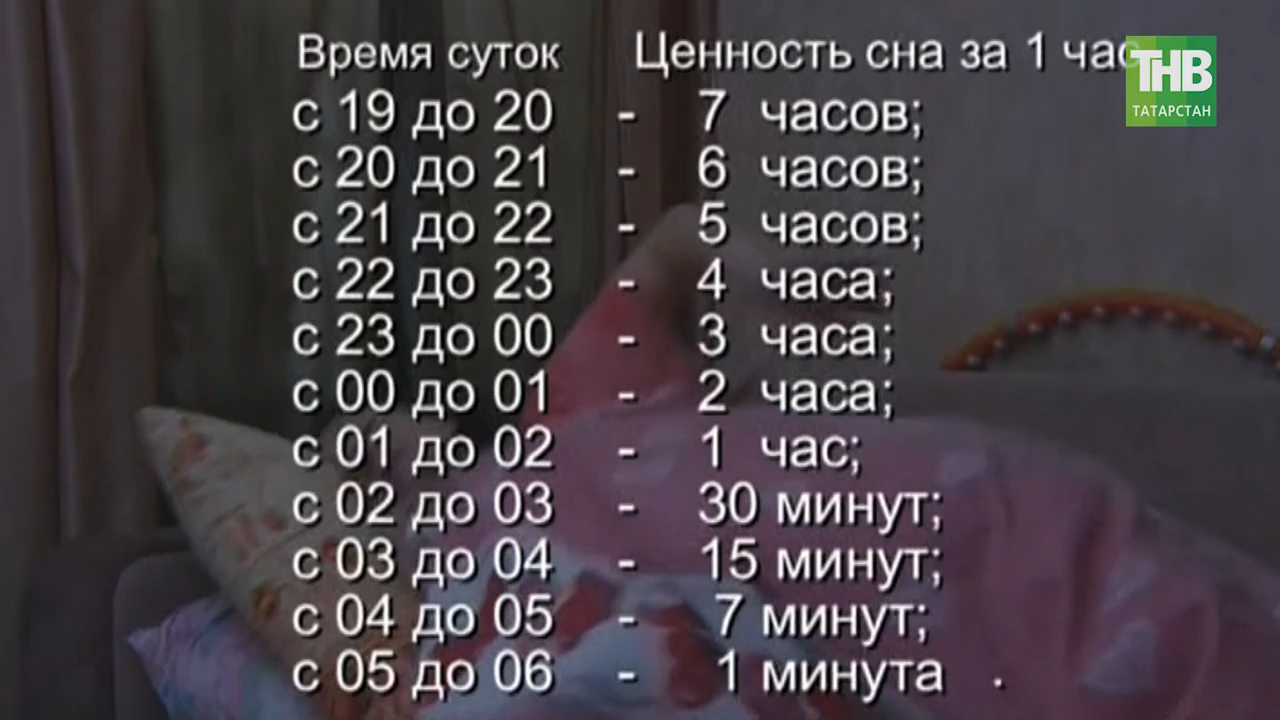 Время суток Ценность сна за 1 час
ТНВ
ТАТАРСТАН
с 19 до 20 - 7 часов;
с 20 до 21 - 6 часов;
с 21 до 22 - 5 часов;
с 22 до 23 - 4 часа;
с 23 до 00 - 3 часа;
с 00 до 01 - 2 часа;
с 01 до 02 - 1 час;
с 02 до 03 - 30 минут;
с 03 до 04 - 15 минут;
с 04 до 05 - 7 минут;
с 05 до 06 - 1 минута .